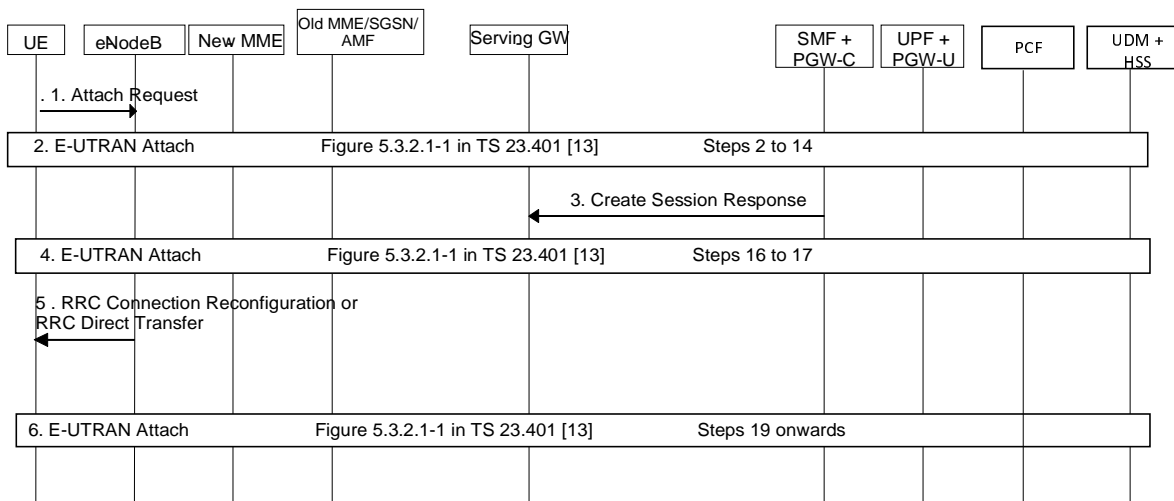 UE
eNodeB
New MME
Old MME/SGSN/
AMF
Serving GW
SMF +
PGW-C
UPF +
PGW-U
PCF
UDM +
HSS
. 1. Attach Request
2. E-UTRAN Attach Figure 5.3.2.1-1 in TS 23.401 [13] Steps 2 to 14
3. Create Session Response
4. E-UTRAN Attach Figure 5.3.2.1-1 in TS 23.401 [13] Steps 16 to 17
5 . RRC Connection Reconfiguration or
RRC Direct Transfer
6. E-UTRAN Attach Figure 5.3.2.1-1 in TS 23.401 [13] Steps 19 onwards